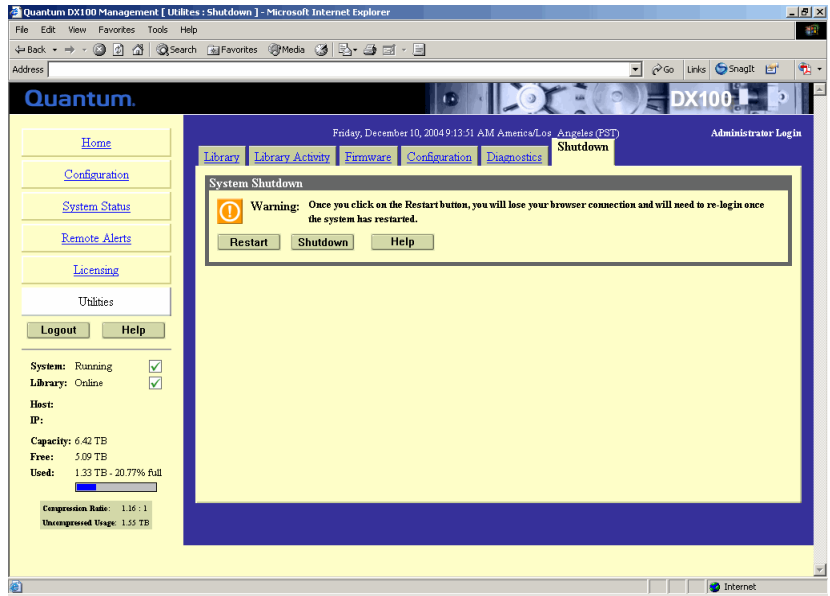 Quantum DX100 Management [ Utilites : Shutdown ] - Microsoft Internet Explorer
File Edit View Favorites Tools Help
Back Search Favorites Media
Address Go Links SnagIt
Quantum. DX100
Friday, December 10, 2004 9:13:51 AM America/Los_Angeles (PST) Administrator Login
Library Library Activity Firmware Configuration Diagnostics Shutdown
Home
Configuration
System Status
Remote Alerts
Licensing
Utilities
Logout Help
System: Running
Library: Online
Host:
IP:
Capacity: 6.42 TB
Free: 5.09 TB
Used: 1.33 TB - 20.77% full
Compression Ratio: 1.16 : 1
Uncompressed Usage: 1.55 TB
System Shutdown
Warning: Once you click on the Restart button, you will lose your browser connection and will need to re-login once
the system has restarted.
Restart Shutdown Help
Internet